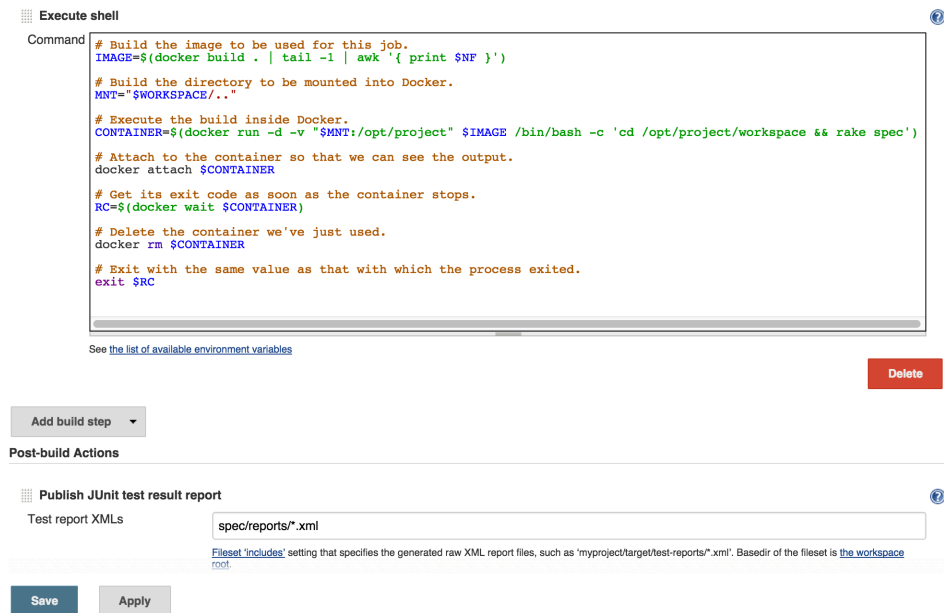 Execute shell
Command
# Build the image to be used for this job.
IMAGE=$(docker build . | tail -1 | awk '{ print $NF }')
# Build the directory to be mounted into Docker.
MNT="$WORKSPACE/.."
# Execute the build inside Docker.
CONTAINER=$(docker run -d -v "$MNT:/opt/project" $IMAGE /bin/bash -c 'cd /opt/project/workspace && rake spec')
# Attach to the container so that we can see the output.
docker attach $CONTAINER
# Get its exit code as soon as the container stops.
RC=$(docker wait $CONTAINER)
# Delete the container we've just used.
docker rm $CONTAINER
# Exit with the same value as that with which the process exited.
exit $RC
See the list of available environment variables
Delete
Add build step
Post-build Actions
Publish JUnit test result report
Test report XMLs
spec/reports/*.xml
Fileset 'includes' setting that specifies the generated raw XML report files, such as 'myproject/target/test-reports/*.xml'. Basedir of the fileset is the workspace
root.
Save
Apply